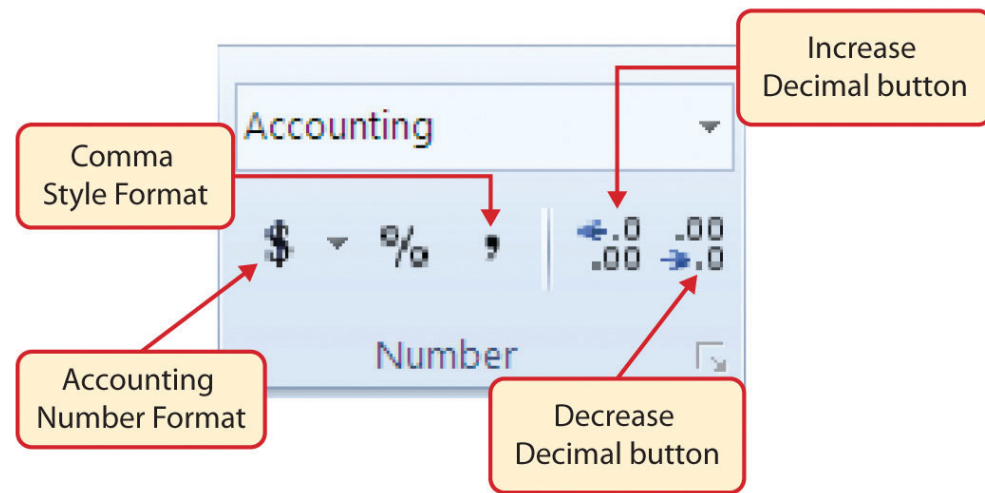 Increase
Decimal button
Accounting
Comma
Style Format
$ % , .0 .00
.00 .0
Number
Accounting
Number Format
Decrease
Decimal button